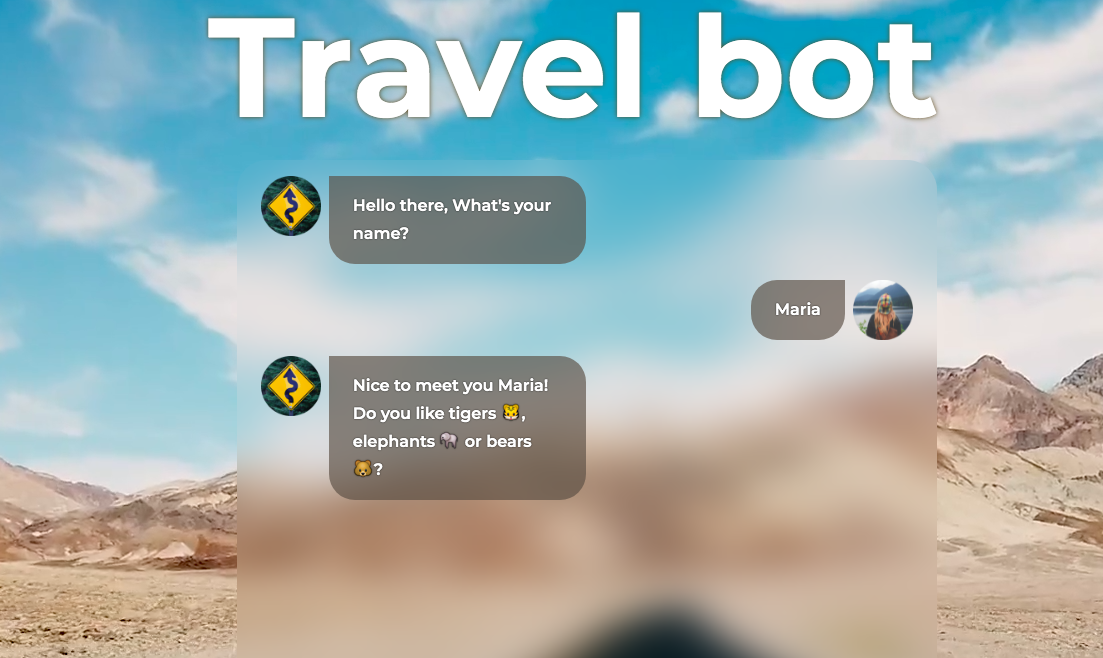 Travel bot
Hello there, What's your
name?
Maria
Nice to meet you Maria!
Do you like tigers 🐯,
elephants 🐘 or bears
🐻?